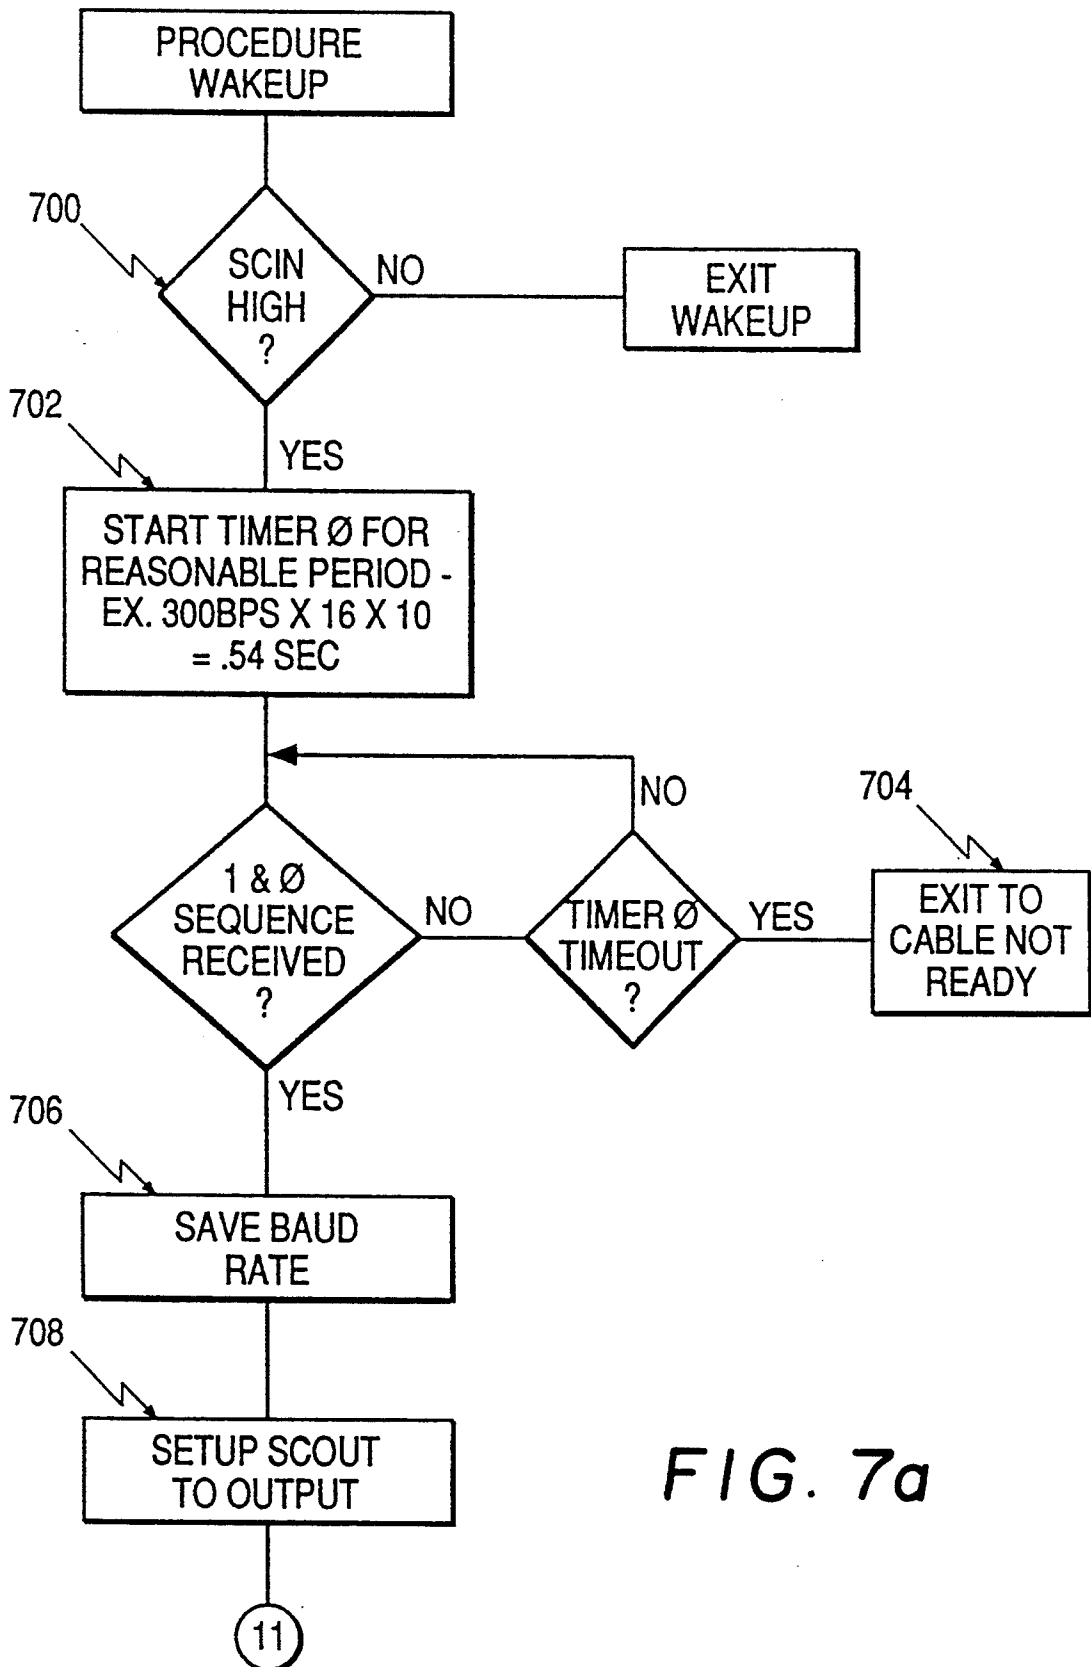 PROCEDURE
WAKEUP
700
SCIN
HIGH
?
NO
EXIT
WAKEUP
702
YES
START TIMER Ø FOR
REASONABLE PERIOD -
EX. 300BPS X 16 X 10
= .54 SEC
NO
704
1 & Ø
SEQUENCE
RECEIVED
?
NO
TIMER Ø
TIMEOUT
?
YES
EXIT TO
CABLE NOT
READY
YES
706
SAVE BAUD
RATE
708
SETUP SCOUT
TO OUTPUT
FIG. 7a
11